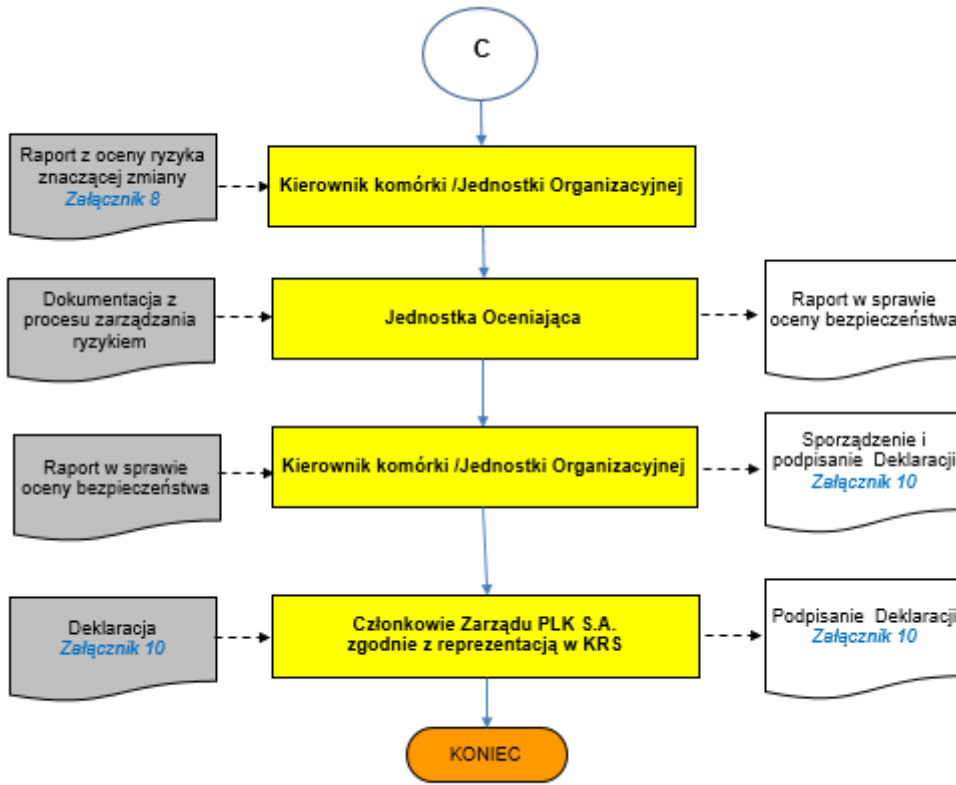 C
Raport z oceny ryzyka
znaczącej zmiany
Załącznik 8
Kierownik komórki /Jednostki Organizacyjnej
Dokumentacja z
procesu zarządzania
ryzykiem
Jednostka Oceniająca
Raport w sprawie
oceny bezpieczeństwa
Raport w sprawie
oceny bezpieczeństwa
Kierownik komórki /Jednostki Organizacyjnej
Sporządzenie i
podpisanie Deklaracji
Załącznik 10
Deklaracja
Załącznik 10
Członkowie Zarządu PLK S.A.
zgodnie z reprezentacją w KRS
Podpisanie Deklaracji
Załącznik 10
KONIEC